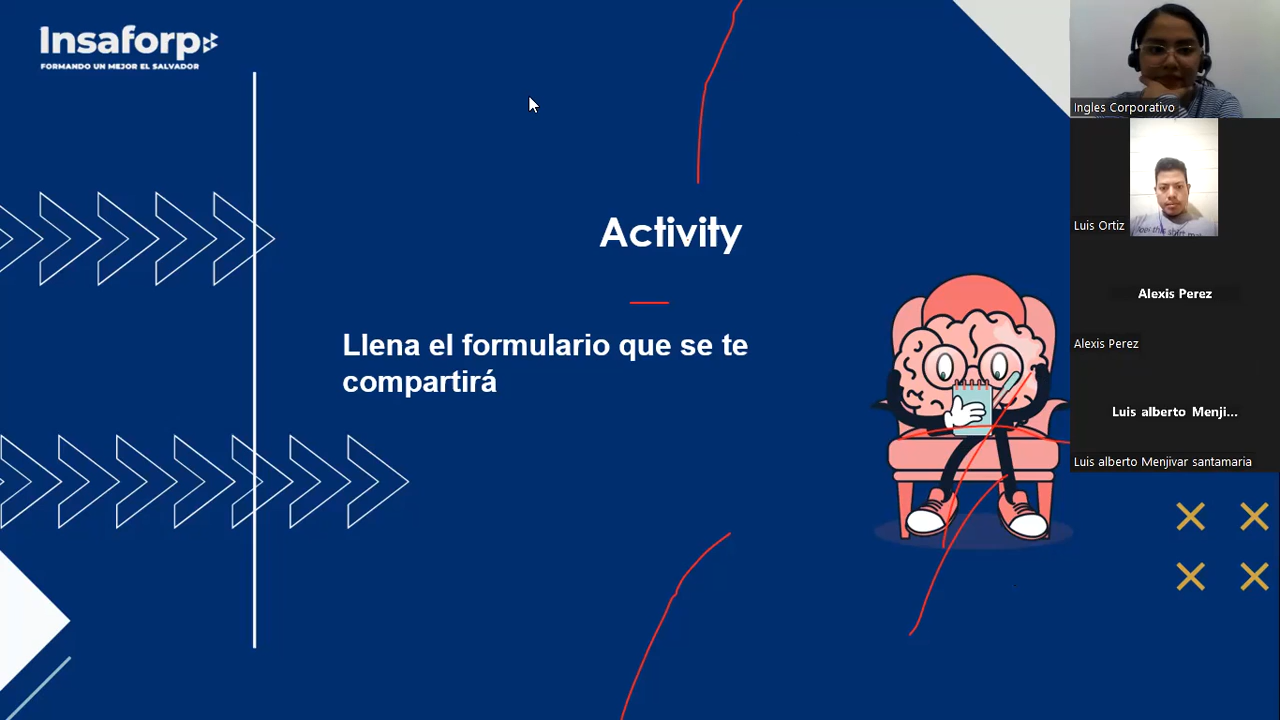 Insaforp
FORMANDO UN MEJOR EL SALVADOR
Activity
Llena el formulario que se te
compartirá
Ingles Corporativo
Luis Ortiz
Alexis Perez
Alexis Perez
Luis alberto Menji...
Luis alberto Menjivar santamaria